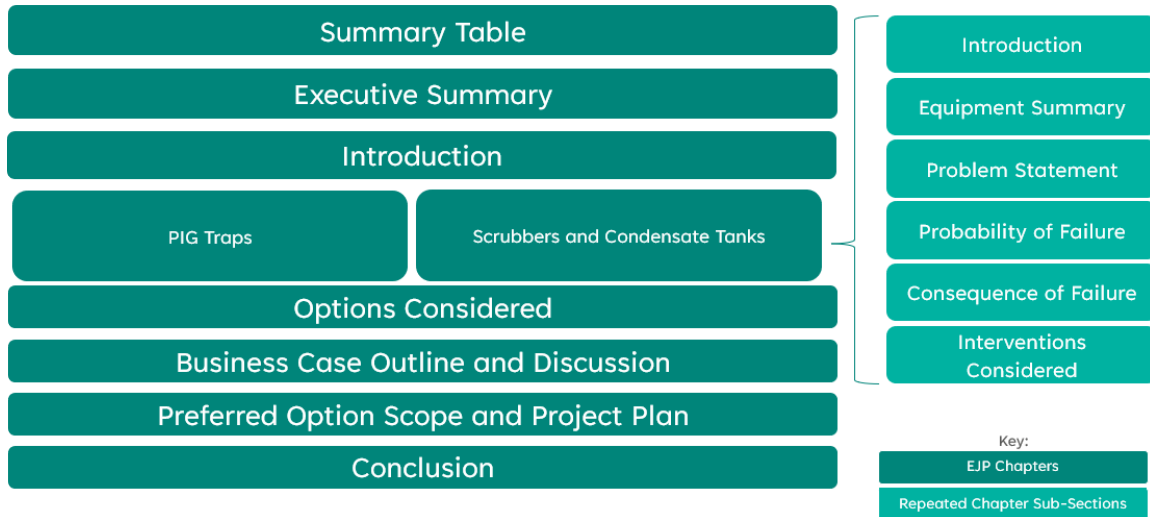 Summary Table
Executive Summary
Introduction
PIG Traps
Scrubbers and Condensate Tanks
Options Considered
Business Case Outline and Discussion
Preferred Option Scope and Project Plan
Conclusion
Introduction
Equipment Summary
Problem Statement
Probability of Failure
Consequence of Failure
Interventions
Considered
Key:
EJP Chapters
Repeated Chapter Sub-Sections